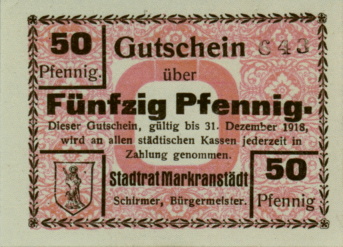 50 Pfennig.
Gutschein 643
über
Fünfzig Pfennig.
Dieser Gutschein, gültig bis 31. Dezember 1918,
wird an allen städtischen Kassen jederzeit in
Zahlung genommen.
Stadtrat Markranstädt
Schirmer, Bürgermeister.
50
Pfennig